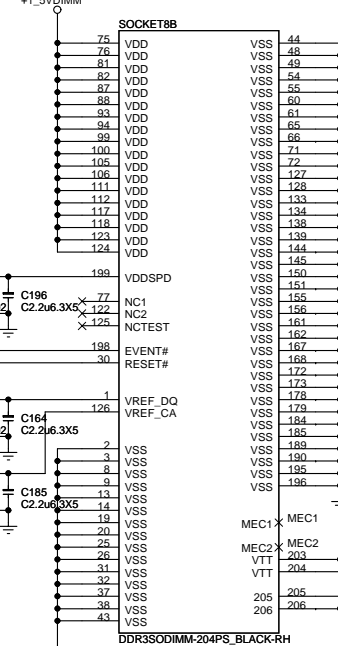 +1_5VDIMM
SOCKET8B
75 VDD VSS 44
76 VDD VSS 48
81 VDD VSS 49
82 VDD VSS 54
87 VDD VSS 55
88 VDD VSS 60
93 VDD VSS 61
94 VDD VSS 65
99 VDD VSS 66
100 VDD VSS 71
105 VDD VSS 72
106 VDD VSS 127
111 VDD VSS 128
112 VDD VSS 133
117 VDD VSS 134
118 VDD VSS 138
123 VDD VSS 139
124 VDD VSS 144
VSS 145
199 VDDSPD VSS 150
VSS 151
C196 77 NC1 VSS 155
C2.2u6.3X5 122 NC2 VSS 156
125 NCTEST VSS 161
VSS 162
198 EVENT# VSS 167
30 RESET# VSS 168
VSS 172
VSS 173
1 VREF_DQ VSS 178
126 VREF_CA VSS 179
C164 VSS 184
C2.2u6.3X5 VSS 185
2 VSS VSS 189
3 VSS VSS 190
8 VSS VSS 195
9 VSS VSS 196
C185 13 VSS
C2.2u6.3X5 14 VSS
19 VSS MEC1 MEC1
20 VSS
25 VSS MEC2 MEC2
26 VSS VTT 203
31 VSS VTT 204
32 VSS
37 VSS 205 205
38 VSS 206 206
43 VSS
DDR3SODIMM-204PS_BLACK-RH